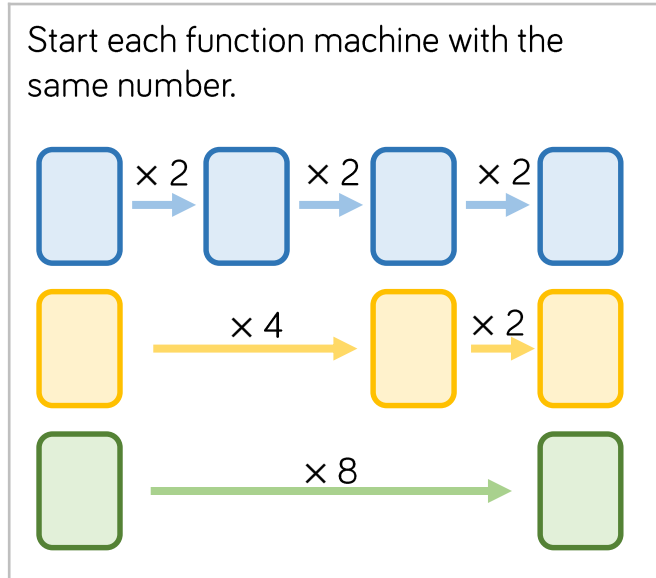 Start each function machine with the
same number.
× 2 × 2 × 2
× 4 × 2
× 8